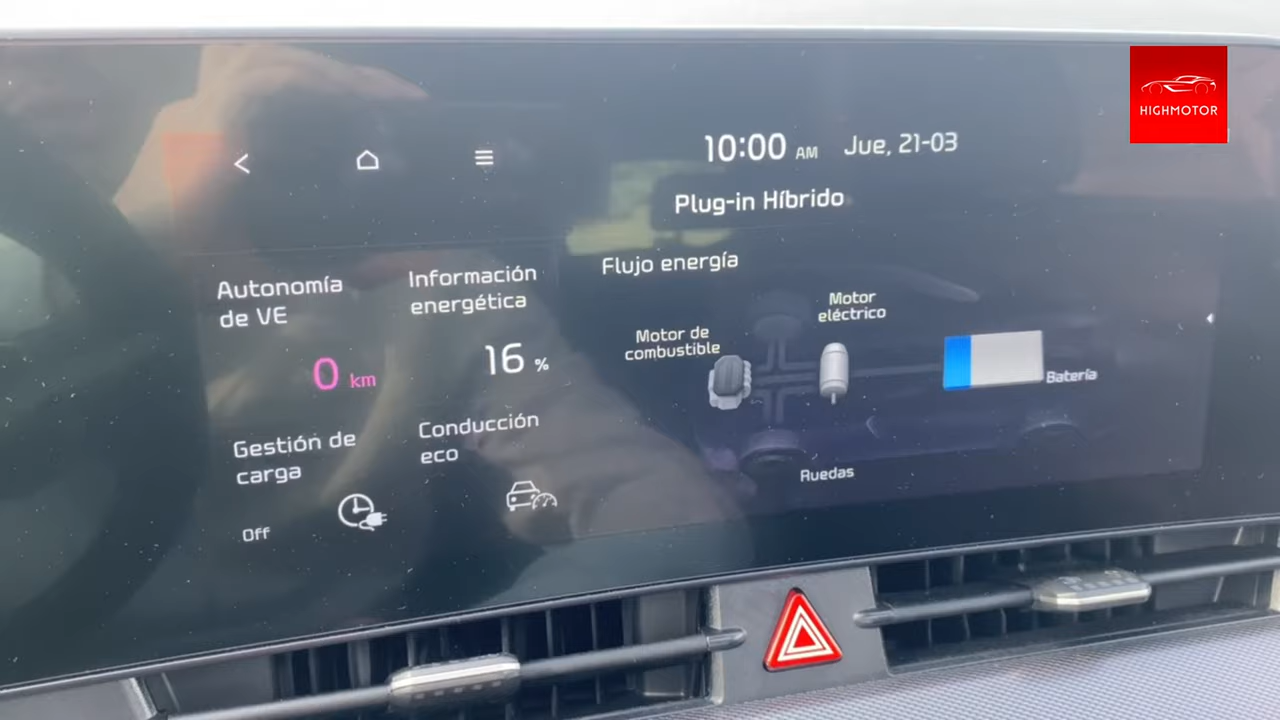 HIGHMOTOR
10:00 AM Jue, 21-03
Plug-in Híbrido
Autonomía
de VE
0 km
Información
energética
16 %
Gestión de
carga
Off
Conducción
eco
Flujo energía
Motor de
combustible
Motor
eléctrico
Batería
Ruedas